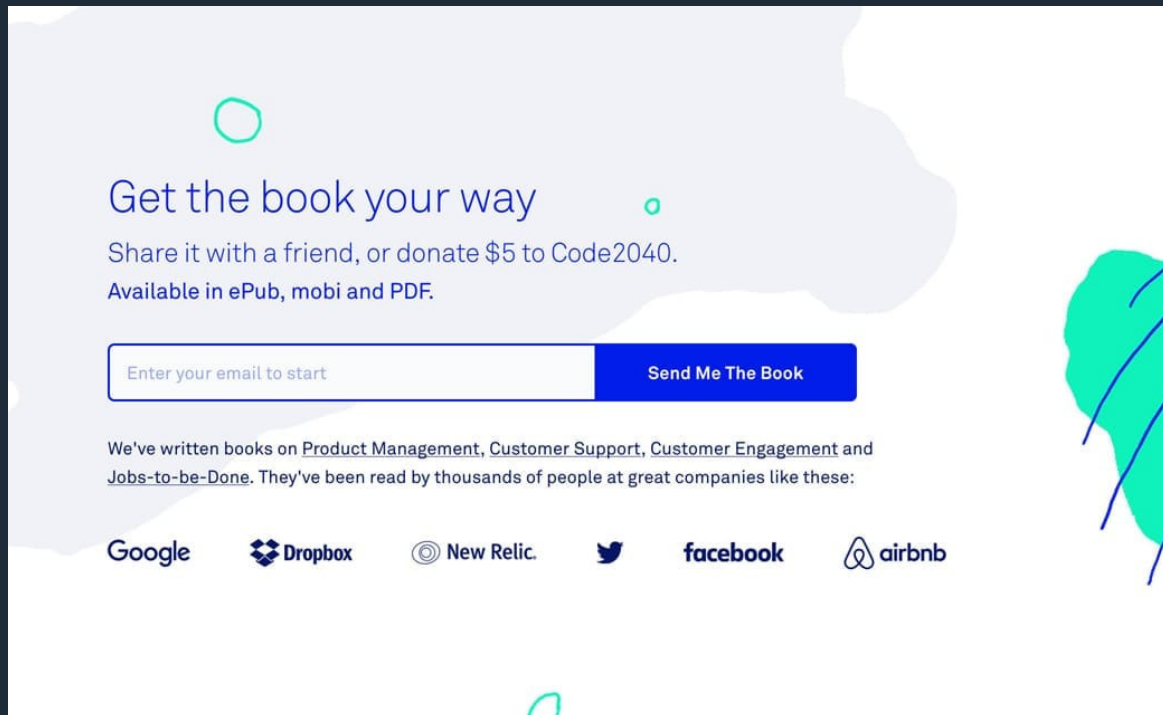 Get the book your way
Share it with a friend, or donate $5 to Code2040.
Available in ePub, mobi and PDF.
Enter your email to start
Send Me The Book
We've written books on Product Management, Customer Support, Customer Engagement and
Jobs-to-be-Done. They've been read by thousands of people at great companies like these:
Google Dropbox New Relic. facebook airbnb